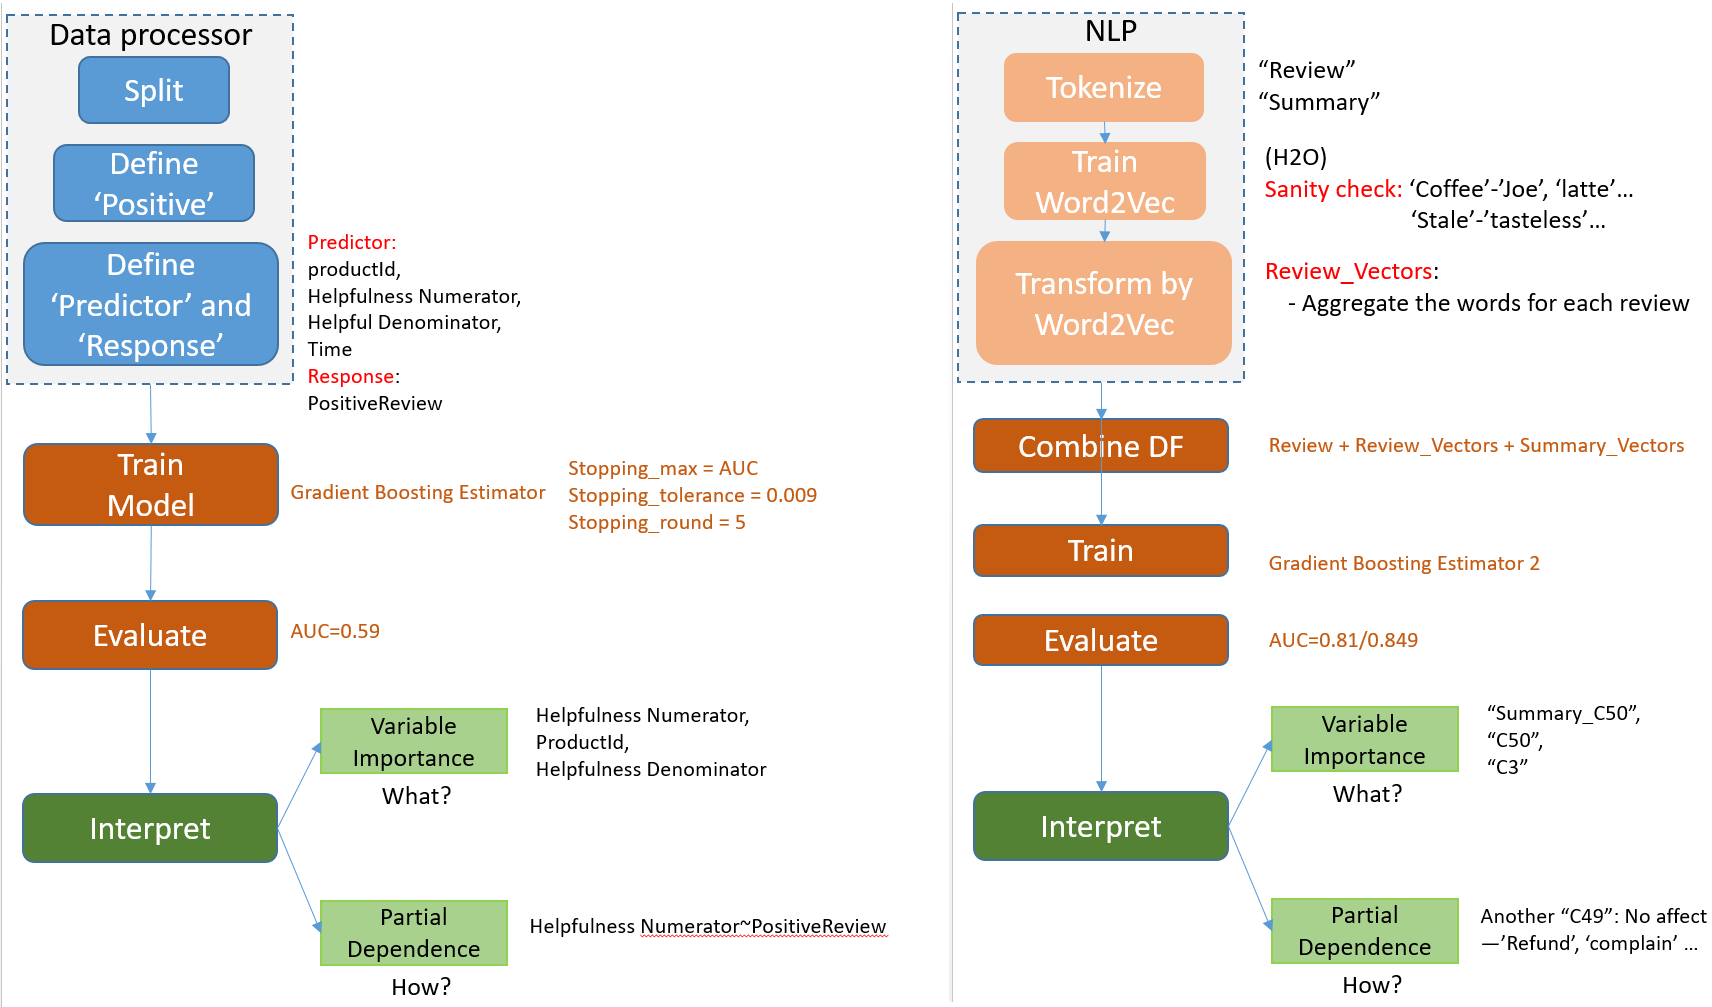 Data processor
Split
Define
‘Positive’
Define
‘Predictor’ and
‘Response’
Predictor:
productId,
Helpfulness Numerator,
Helpful Denominator,
Time
Response:
PositiveReview
Train
Model
Gradient Boosting Estimator
Stopping_max = AUC
Stopping_tolerance = 0.009
Stopping_round = 5
Evaluate
AUC=0.59
Interpret
Variable
Importance
What?
Helpfulness Numerator,
ProductId,
Helpfulness Denominator
Partial
Dependence
How?
Helpfulness Numerator~PositiveReview
NLP
Tokenize
“Review”
“Summary”
Train
Word2Vec
(H2O)
Sanity check: ‘Coffee’-’Joe’, ‘latte’...
‘Stale’-’tasteless’...
Transform by
Word2Vec
Review_Vectors:
- Aggregate the words for each review
Combine DF
Review + Review_Vectors + Summary_Vectors
Train
Gradient Boosting Estimator 2
Evaluate
AUC=0.81/0.849
Interpret
Variable
Importance
What?
“Summary_C50”,
“C50”,
“C3”
Partial
Dependence
How?
Another “C49”: No affect
—’Refund’, ‘complain’ ...